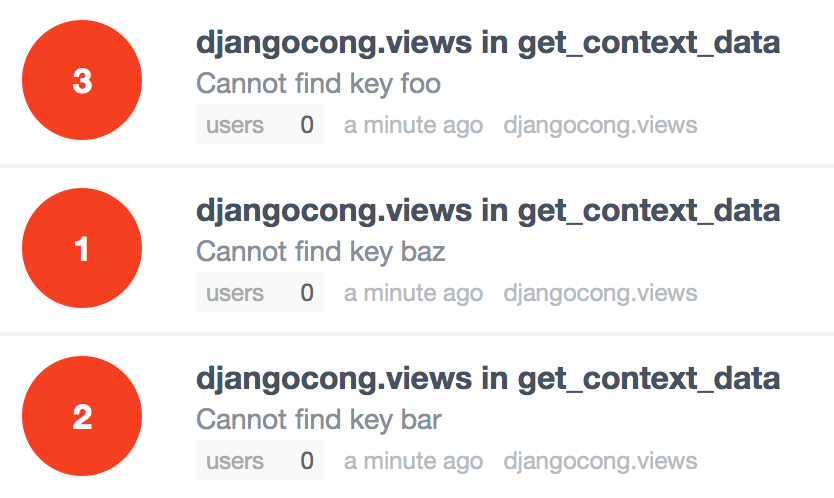 3
djangocong.views in get_context_data
Cannot find key foo
users 0 a minute ago djangocong.views
1
djangocong.views in get_context_data
Cannot find key baz
users 0 a minute ago djangocong.views
2
djangocong.views in get_context_data
Cannot find key bar
users 0 a minute ago djangocong.views